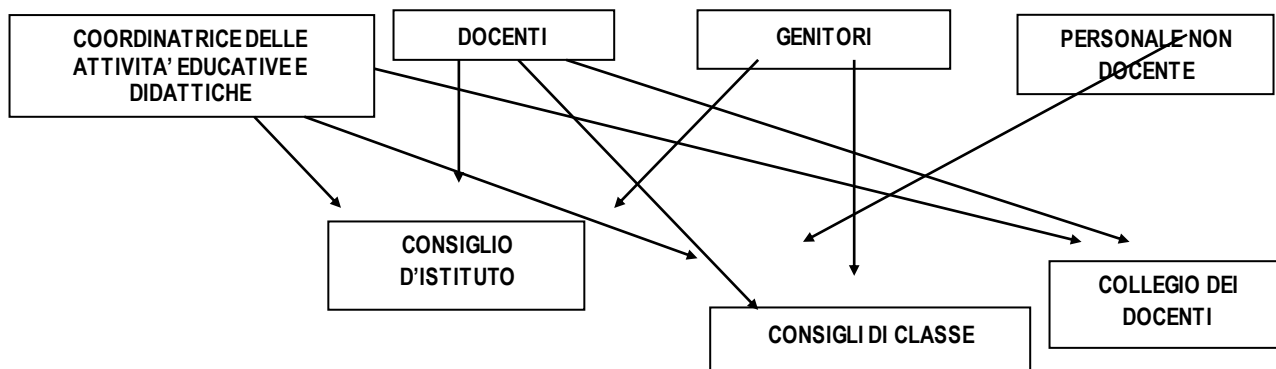 COORDINATRICE DELLE
ATTIVITA' EDUCATIVE E
DIDATTICHE
DOCENTI
GENITORI
PERSONALE NON
DOCENTE
CONSIGLIO
D'ISTITUTO
CONSIGLI DI CLASSE
COLLEGIO DEI
DOCENTI